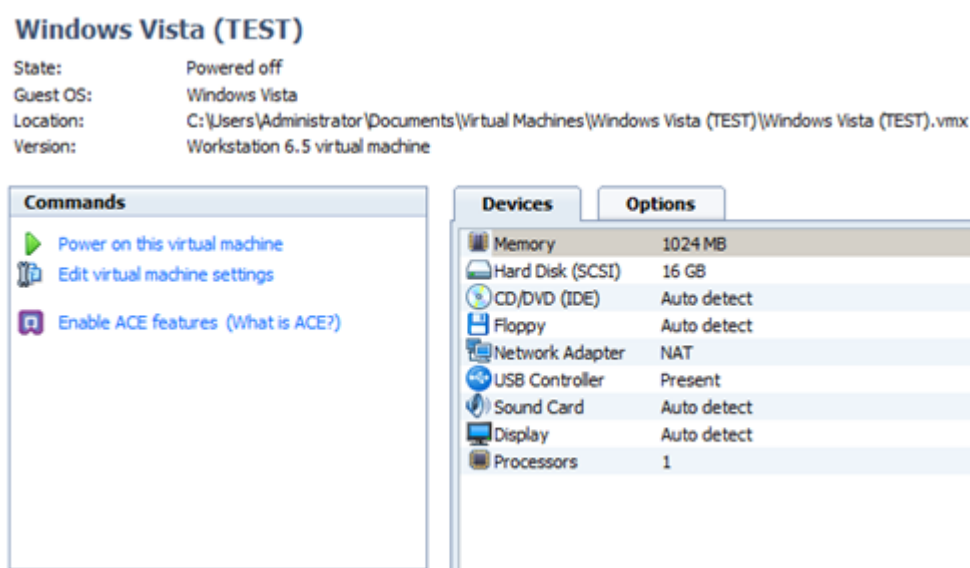 Windows Vista (TEST)
State: Powered off
Guest OS: Windows Vista
Location: C:\Users\Administrator\Documents\Virtual Machines\Windows Vista (TEST)\Windows Vista (TEST).vmx
Version: Workstation 6.5 virtual machine
Commands
Power on this virtual machine
Edit virtual machine settings
Enable ACE features (What is ACE?)
Devices Options
Memory 1024 MB
Hard Disk (SCSI) 16 GB
CD/DVD (IDE) Auto detect
Floppy Auto detect
Network Adapter NAT
USB Controller Present
Sound Card Auto detect
Display Auto detect
Processors 1